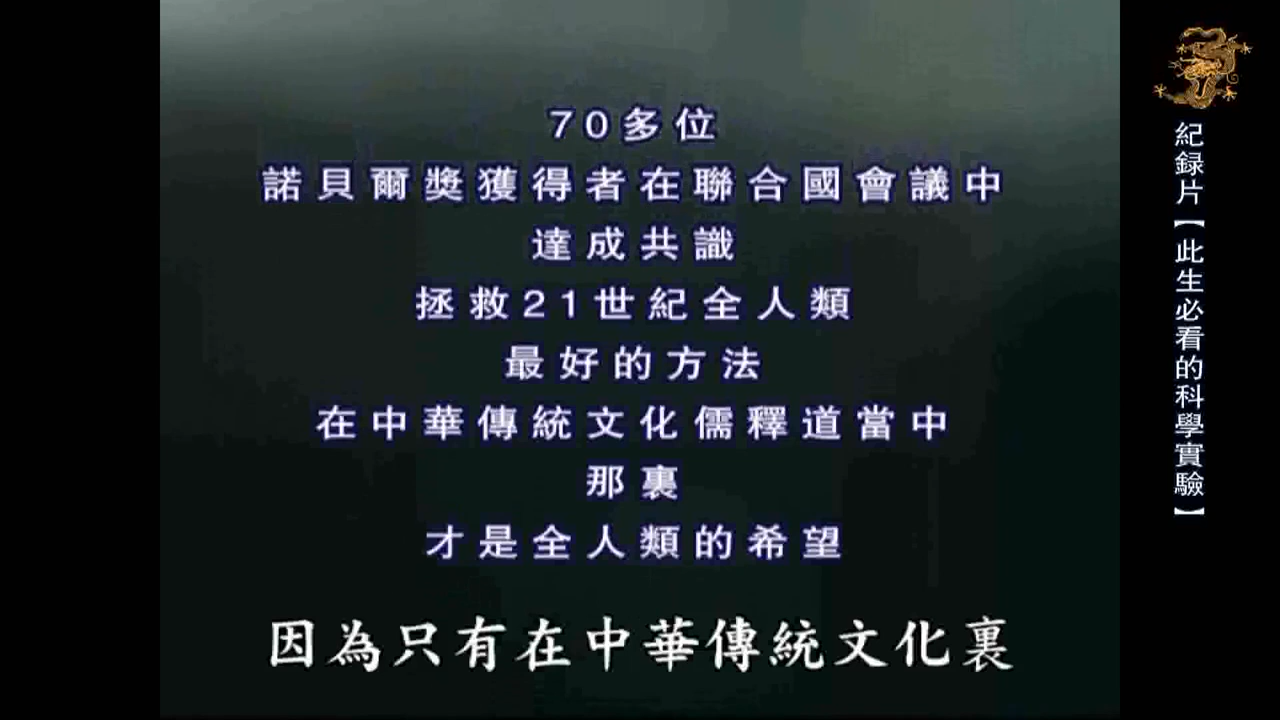 70多位
諾貝爾獎獲得者在聯合國會議中
達成共識
拯救21世紀全人類
最好的方法
在中華傳統文化儒釋道當中
那裏
才是全人類的希望
因為只有在中華傳統文化裏
紀録片【此生必看的科學實驗】